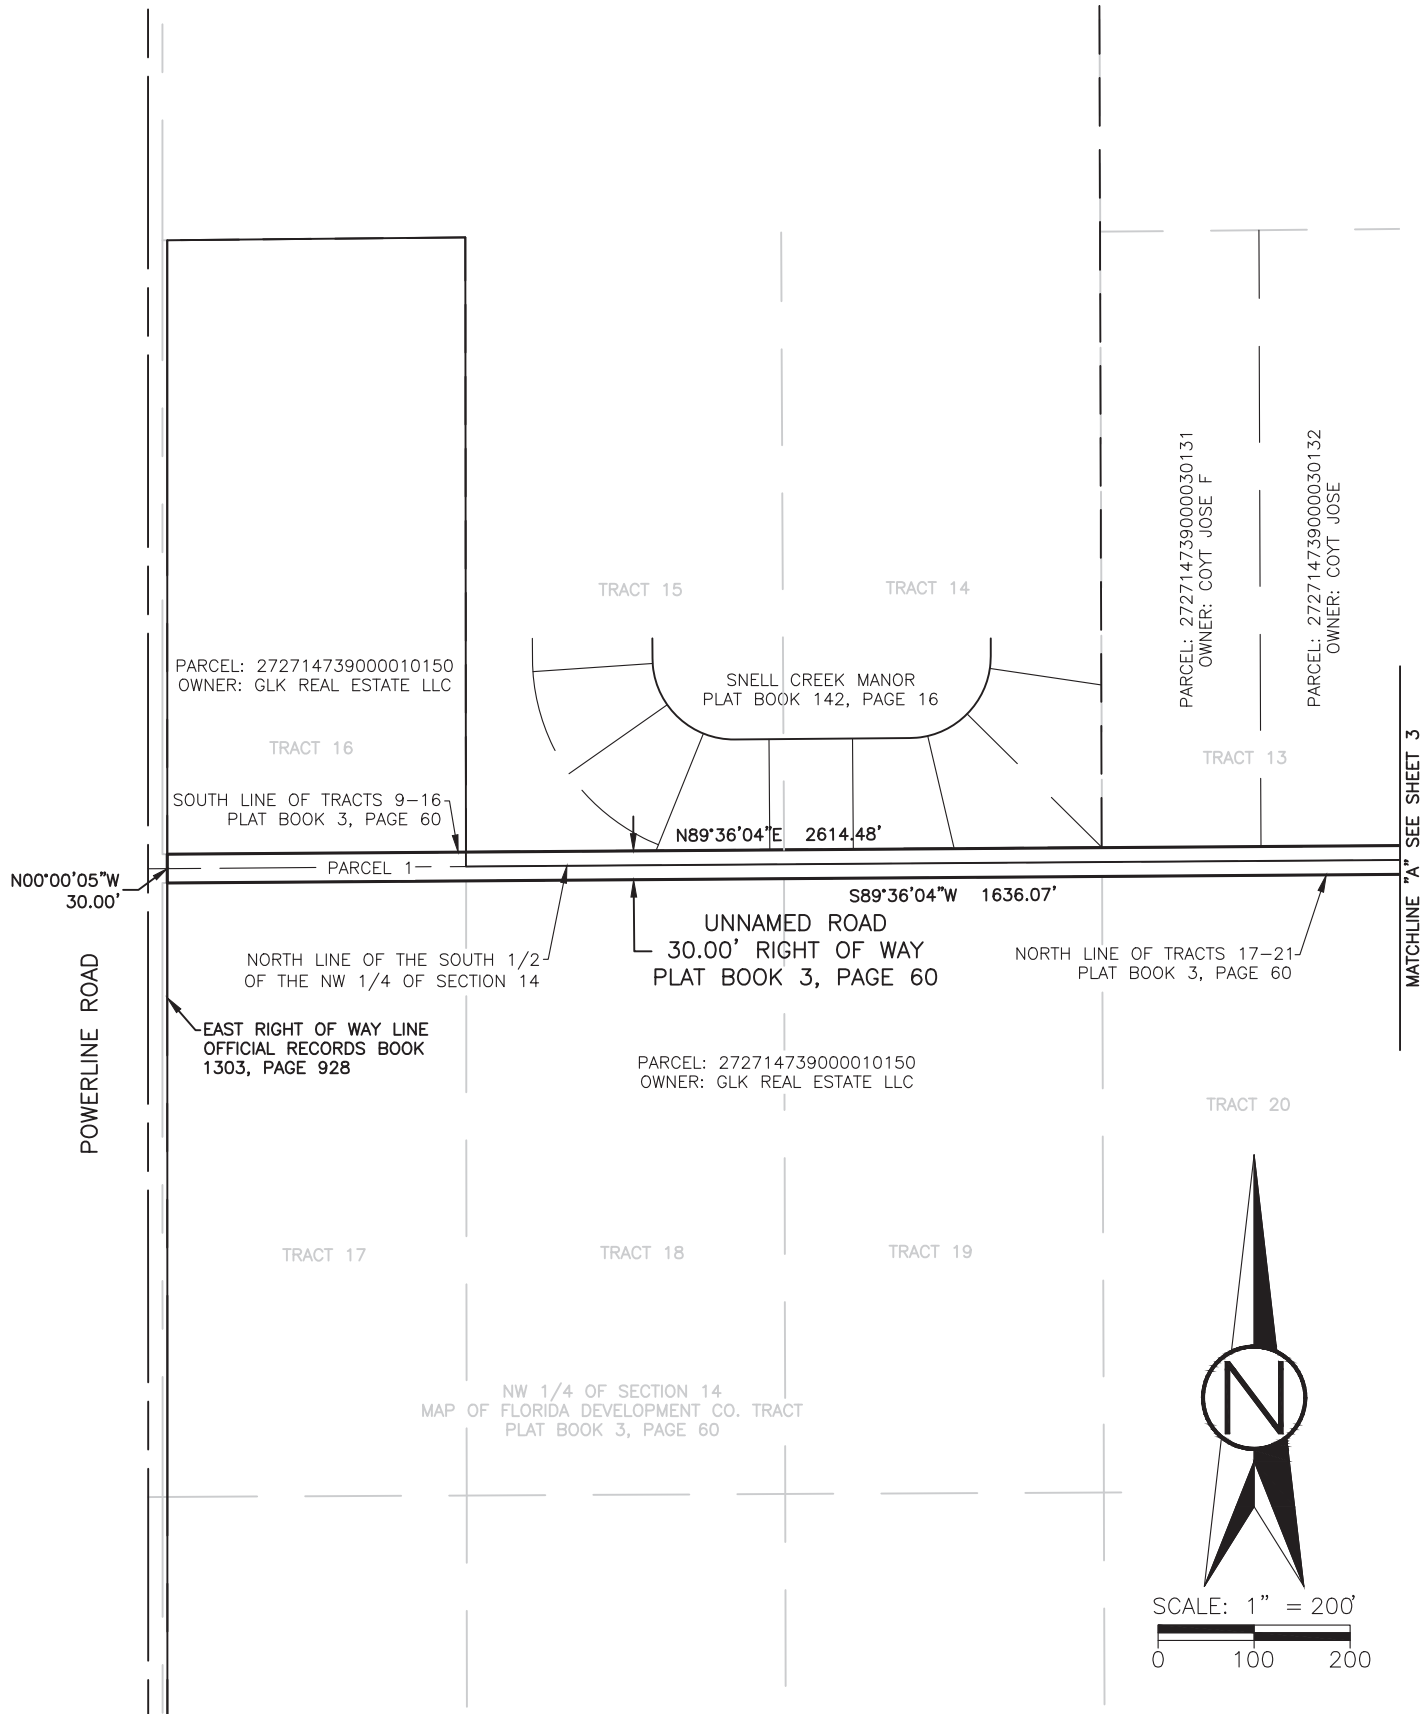 TRACT 15
TRACT 14
PARCEL: 272714739000030131
OWNER: COYT JOSE F
PARCEL: 272714739000030132
OWNER: COYT JOSE
PARCEL: 272714739000010150
OWNER: GLK REAL ESTATE LLC
SNELL CREEK MANOR
PLAT BOOK 142, PAGE 16
TRACT 16
TRACT 13
SOUTH LINE OF TRACTS 9-16
PLAT BOOK 3, PAGE 60
MATCHLINE "A" SEE SHEET 3
N89°36'04"E 2614.48'
PARCEL 1
N00°00'05"W
30.00'
S89°36'04"W 1636.07'
UNNAMED ROAD
30.00' RIGHT OF WAY
PLAT BOOK 3, PAGE 60
NORTH LINE OF THE SOUTH 1/2
OF THE NW 1/4 OF SECTION 14
NORTH LINE OF TRACTS 17-21
PLAT BOOK 3, PAGE 60
POWERLINE ROAD
EAST RIGHT OF WAY LINE
OFFICIAL RECORDS BOOK
1303, PAGE 928
PARCEL: 272714739000010150
OWNER: GLK REAL ESTATE LLC
TRACT 20
TRACT 17
TRACT 18
TRACT 19
NW 1/4 OF SECTION 14
MAP OF FLORIDA DEVELOPMENT CO. TRACT
PLAT BOOK 3, PAGE 60
N
SCALE: 1" = 200'
0 100 200